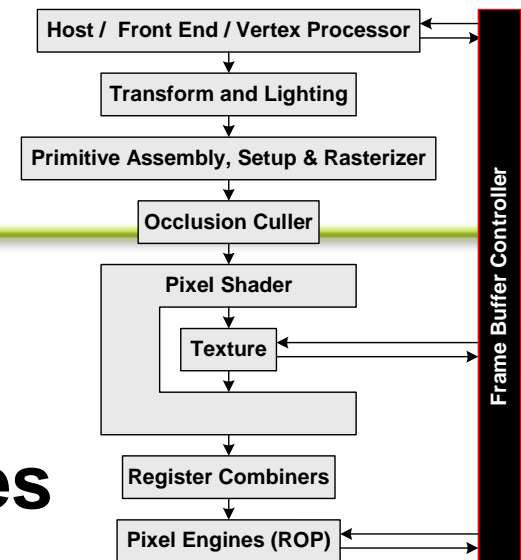 Host / Front End / Vertex Processor
Transform and Lighting
Primitive Assembly, Setup & Rasterizer
Occlusion Culler
Pixel Shader
Texture
Register Combiners
Pixel Engines (ROP)
Frame Buffer Controller
es